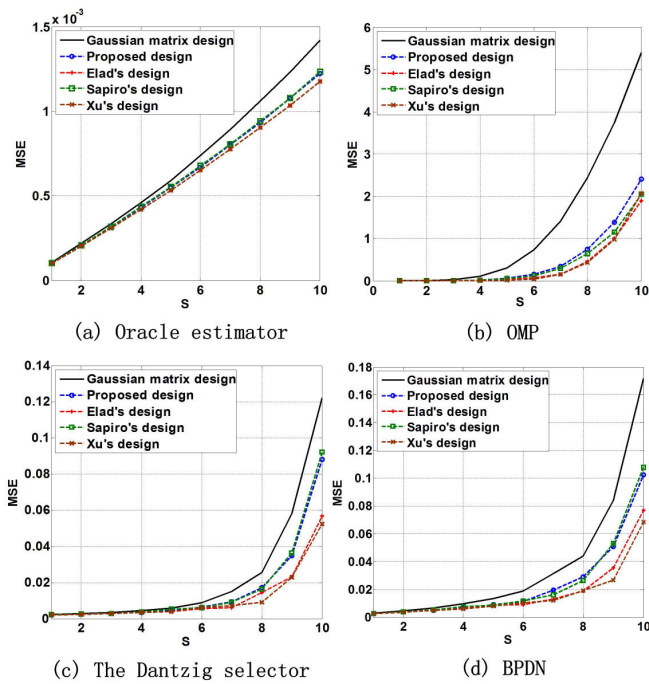 1.5 x 10⁻³
Gaussian matrix design
Proposed design
Elad's design
Sapiro's design
Xu's design
1
0.5
0
MSE
2 4 6 8 10
S
(a) Oracle estimator
6
5
4
3
2
1
0
MSE
Gaussian matrix design
Proposed design
Elad's design
Sapiro's design
Xu's design
0 2 4 6 8 10
S
(b) OMP
0.14
0.12
0.1
0.08
0.06
0.04
0.02
0
MSE
Gaussian matrix design
Proposed design
Elad's design
Sapiro's design
Xu's design
2 4 6 8 10
S
(c) The Dantzig selector
0.18
0.16
0.14
0.12
0.1
0.08
0.06
0.04
0.02
0
MSE
Gaussian matrix design
Proposed design
Elad's design
Sapiro's design
Xu's design
2 4 6 8 10
S
(d) BPDN